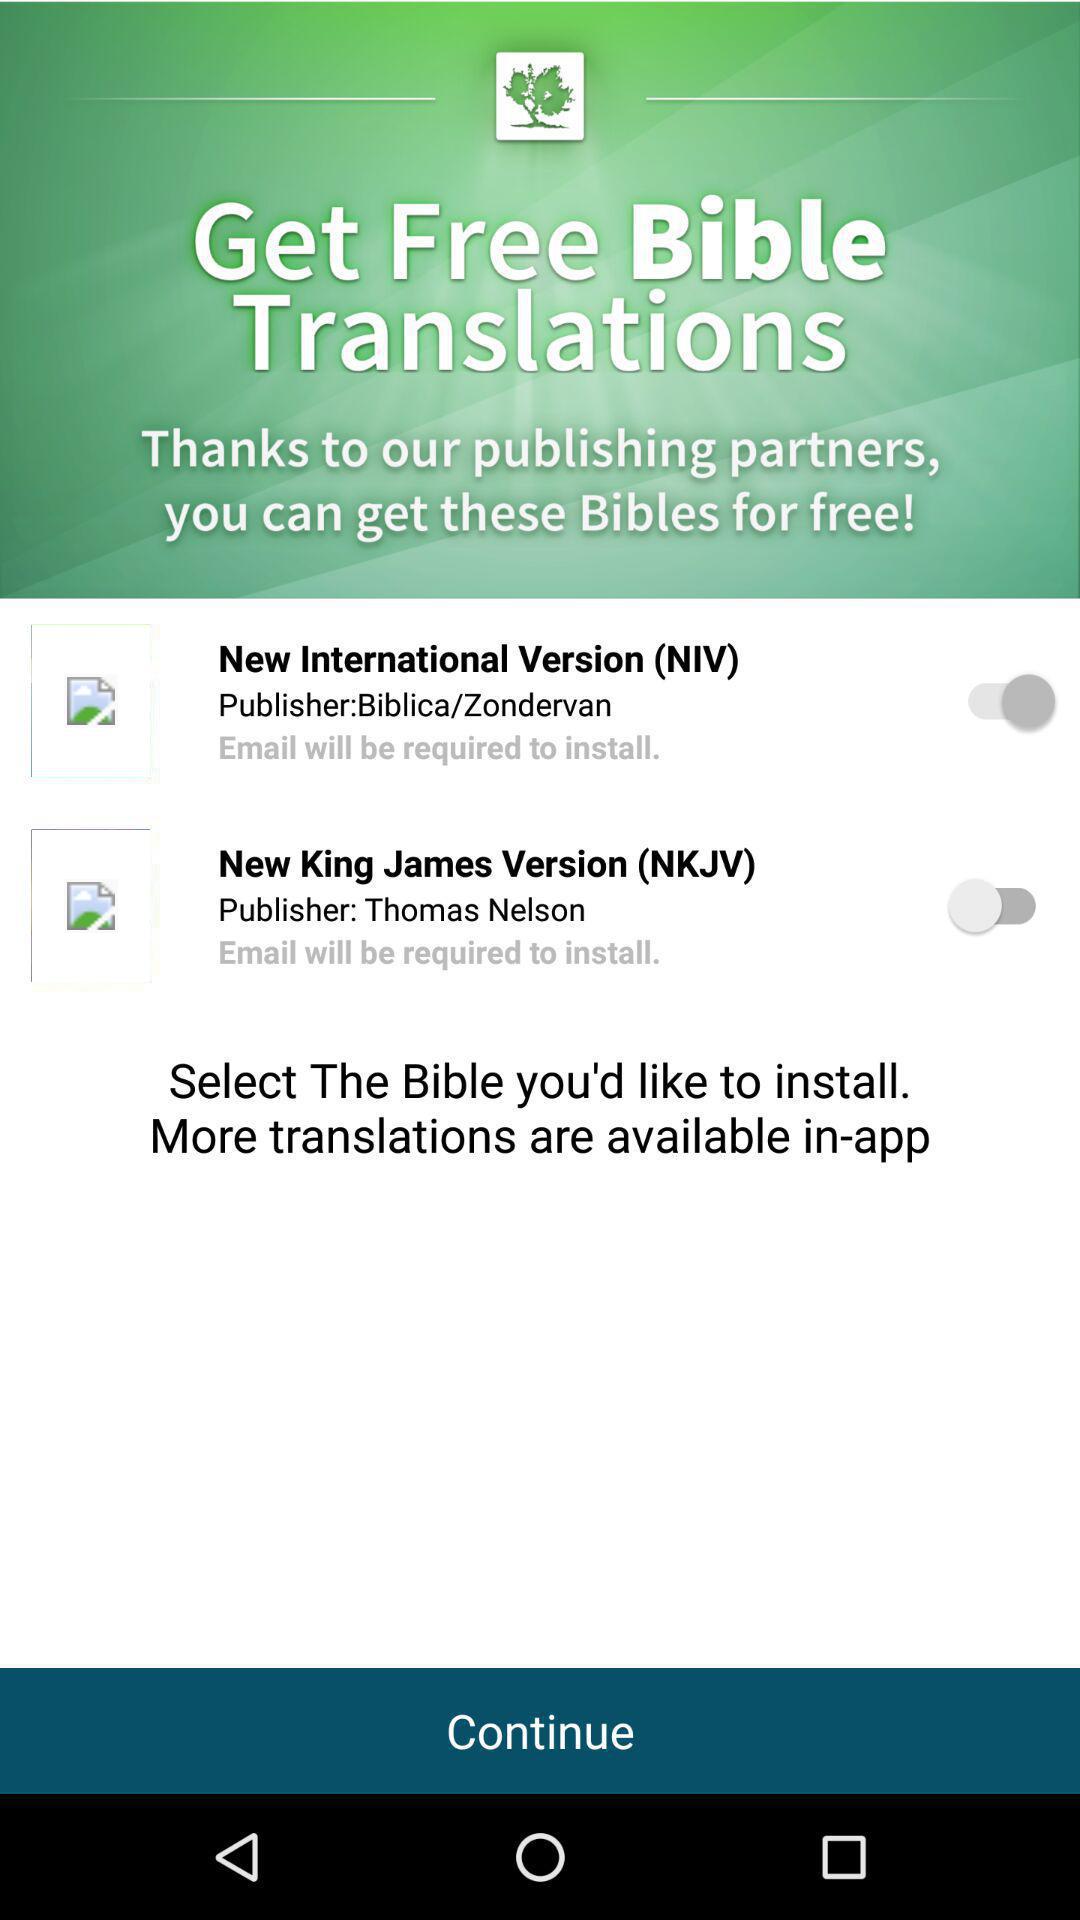 Get Free Bible
Translations
Thanks to our publishing partners,
you can get these Bibles for free!
New International Version (NIV)
Publisher:Biblica/Zondervan
Email will be required to install.
New King James Version (NKJV)
Publisher: Thomas Nelson
Email will be required to install.
Select The Bible you'd like to install.
More translations are available in-app
Continue